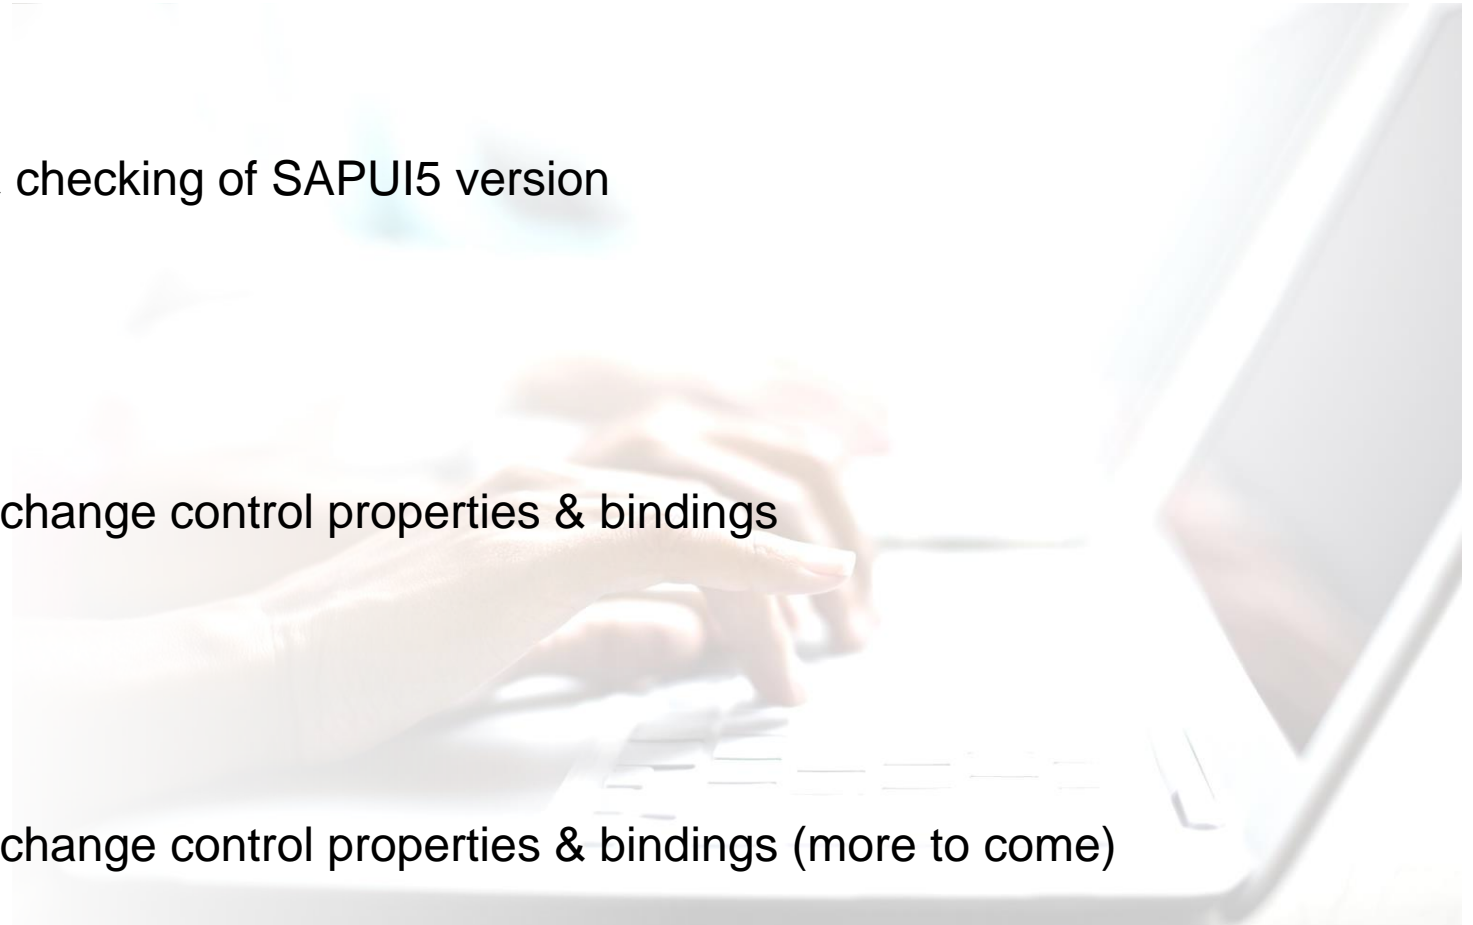 checking of SAPUI5 version
change control properties & bindings
change control properties & bindings (more to come)